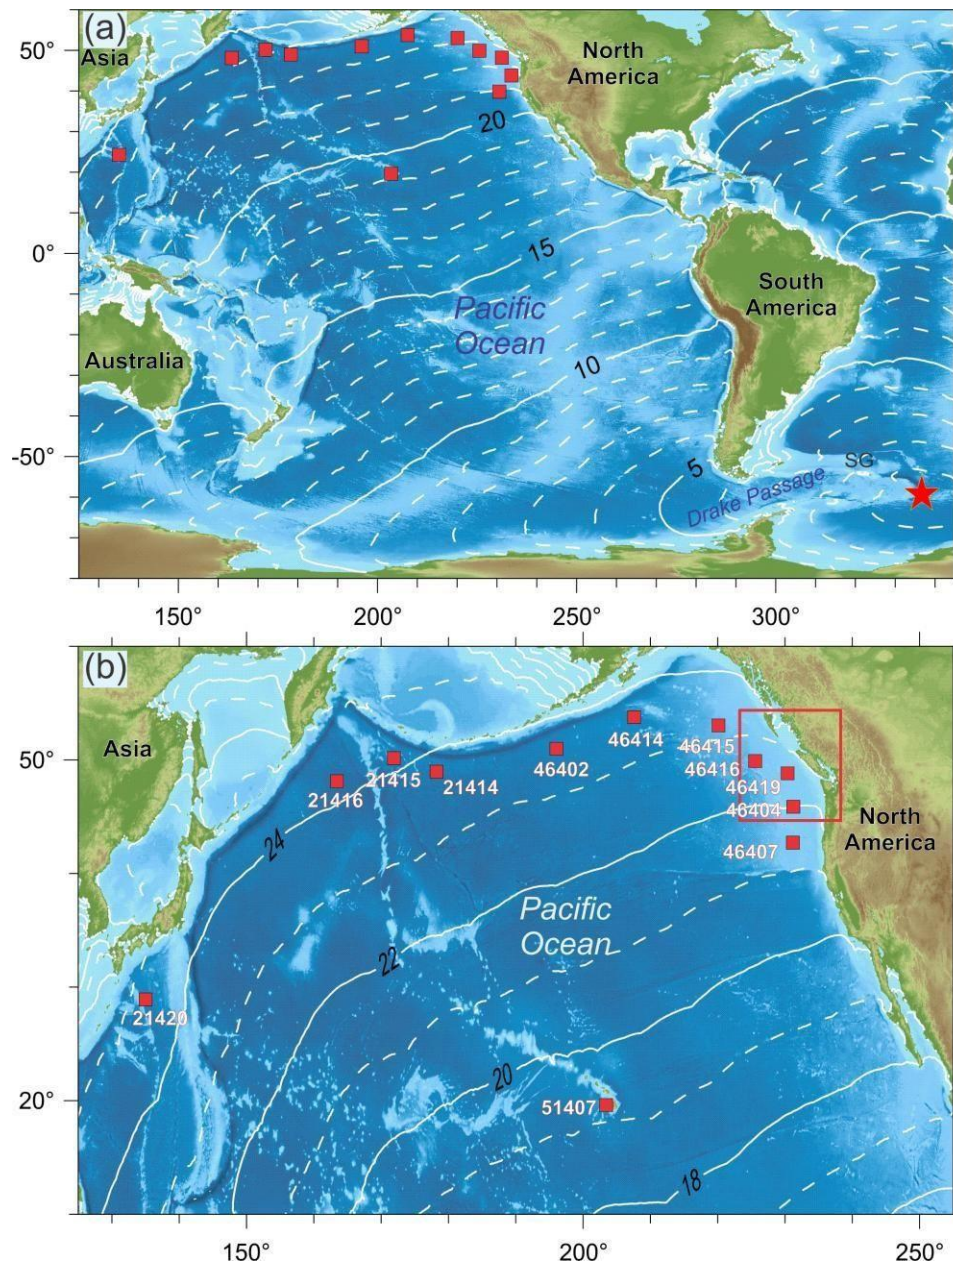 (a)
50°
Asia
North
America
20
0°
15
South
America
Pacific
Ocean
Australia
10
-50°
5
SG
Drake Passage
150°
200°
250°
300°
(b)
Asia
50°
46414
46415
46402
46416
21415
21414
46419
21416
46404
North
America
46407
24
Pacific
Ocean
22
21420
20
20°
51407
18
150°
200°
250°